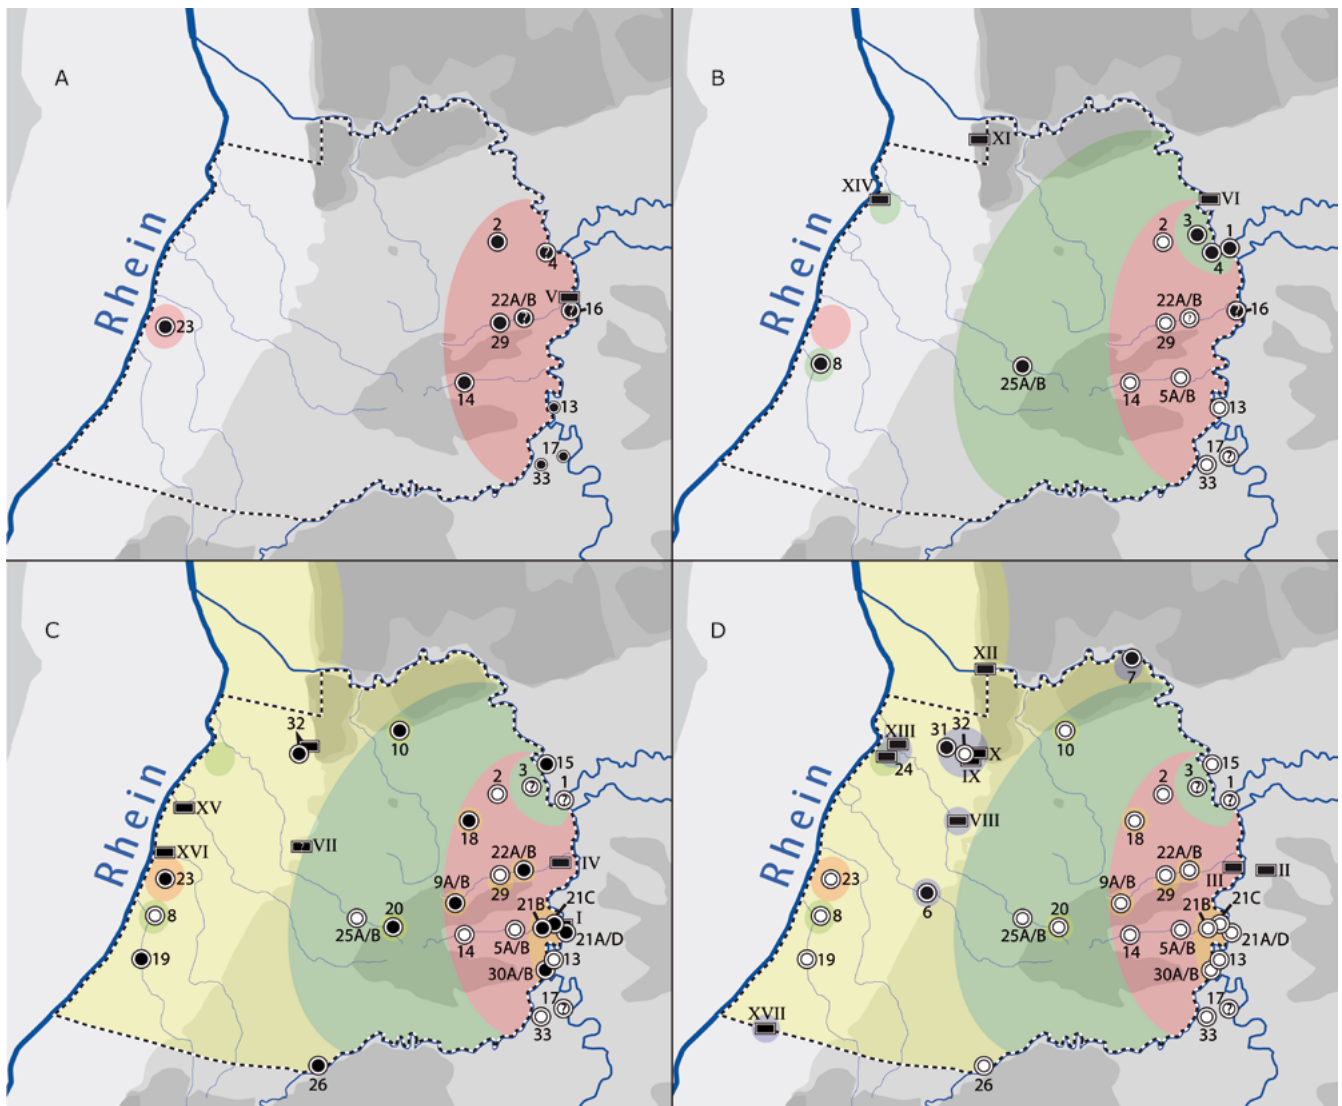 A
Rhein
2
4
V
22A/B
16
29
23
14
13
17
33
B
XI
XIV
VI
3
2
1
4
22A/B
16
29
8
25A/B
14
5A/B
13
17
?
33
C
Rhein
32
10
15
3
2
1
?
?
XV
18
VII
XVI
22A/B
IV
23
29
9A/B
21C
8
20
21B
I
25A/B
5A/B
21A/D
14
19
13
30A/B
17
?
33
26
D
Rhein
XII
7
XIII
31
32
10
15
X
24
IX
3
2
1
?
?
VIII
18
22A/B
II
III
23
29
9A/B
6
21C
8
20
21B
25A/B
5A/B
21A/D
14
19
13
30A/B
17
?
33
XVII
26